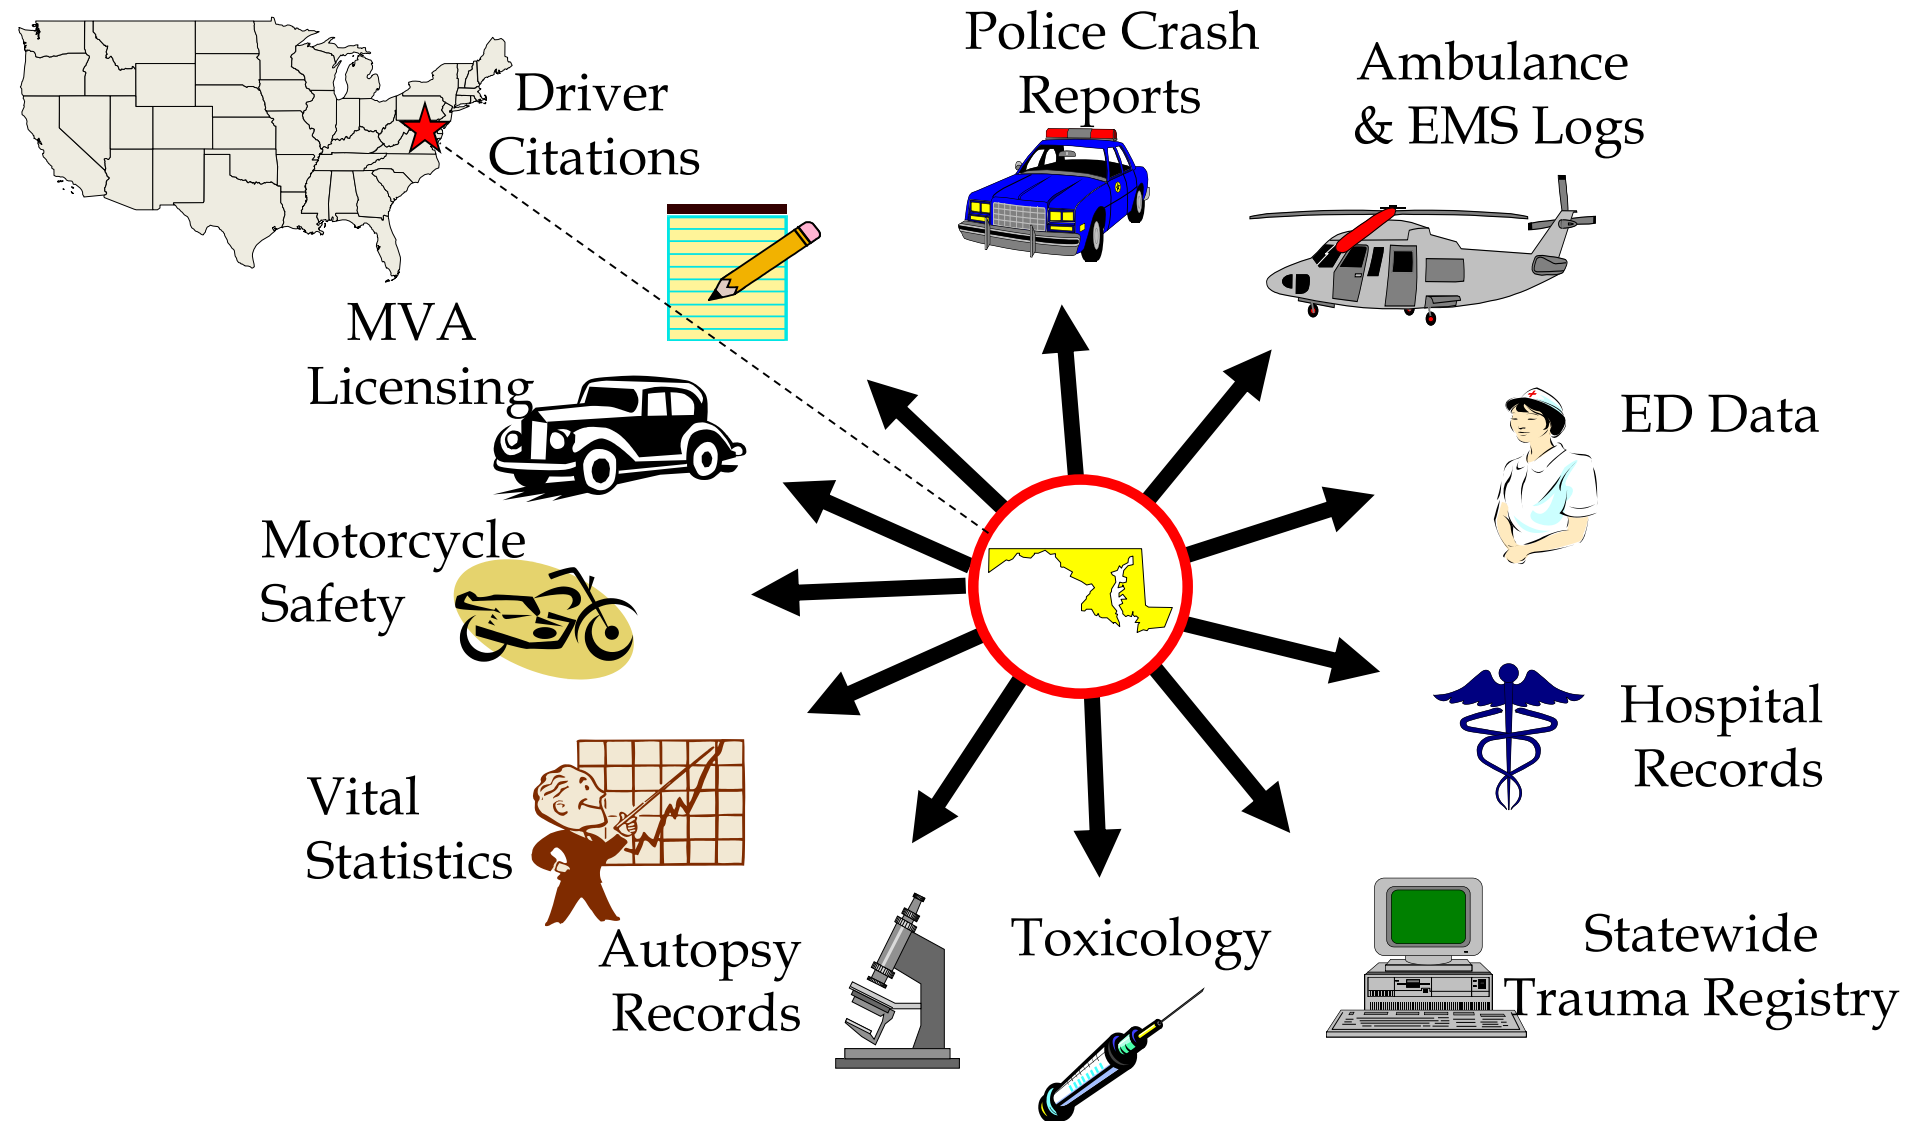 Police Crash
Reports
Ambulance
& EMS Logs
Driver
Citations
MVA
Licensing
ED Data
Motorcycle
Safety
Hospital
Records
Vital
Statistics
Autopsy
Records
Toxicology
Statewide
Trauma Registry